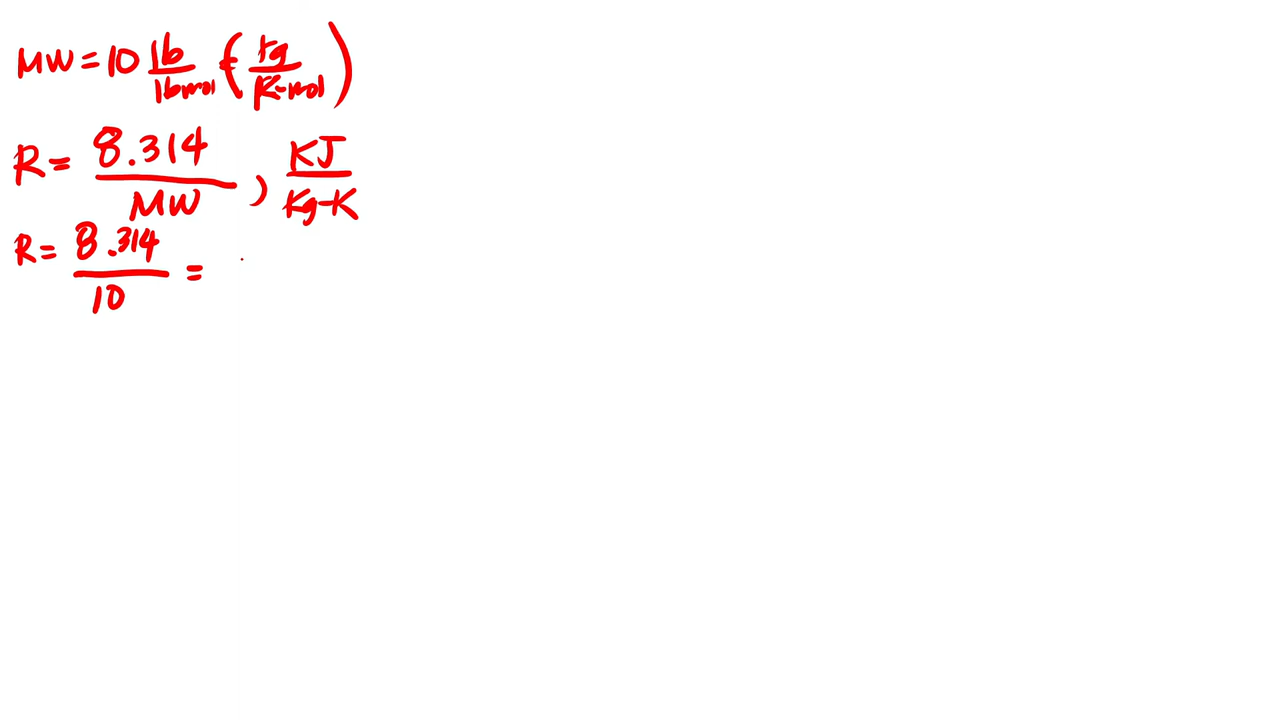 MW = 10 lb/lbmol = (kg/K-mol)
R = 8.314/MW , KJ/Kg-K
R = 8.314/10 =